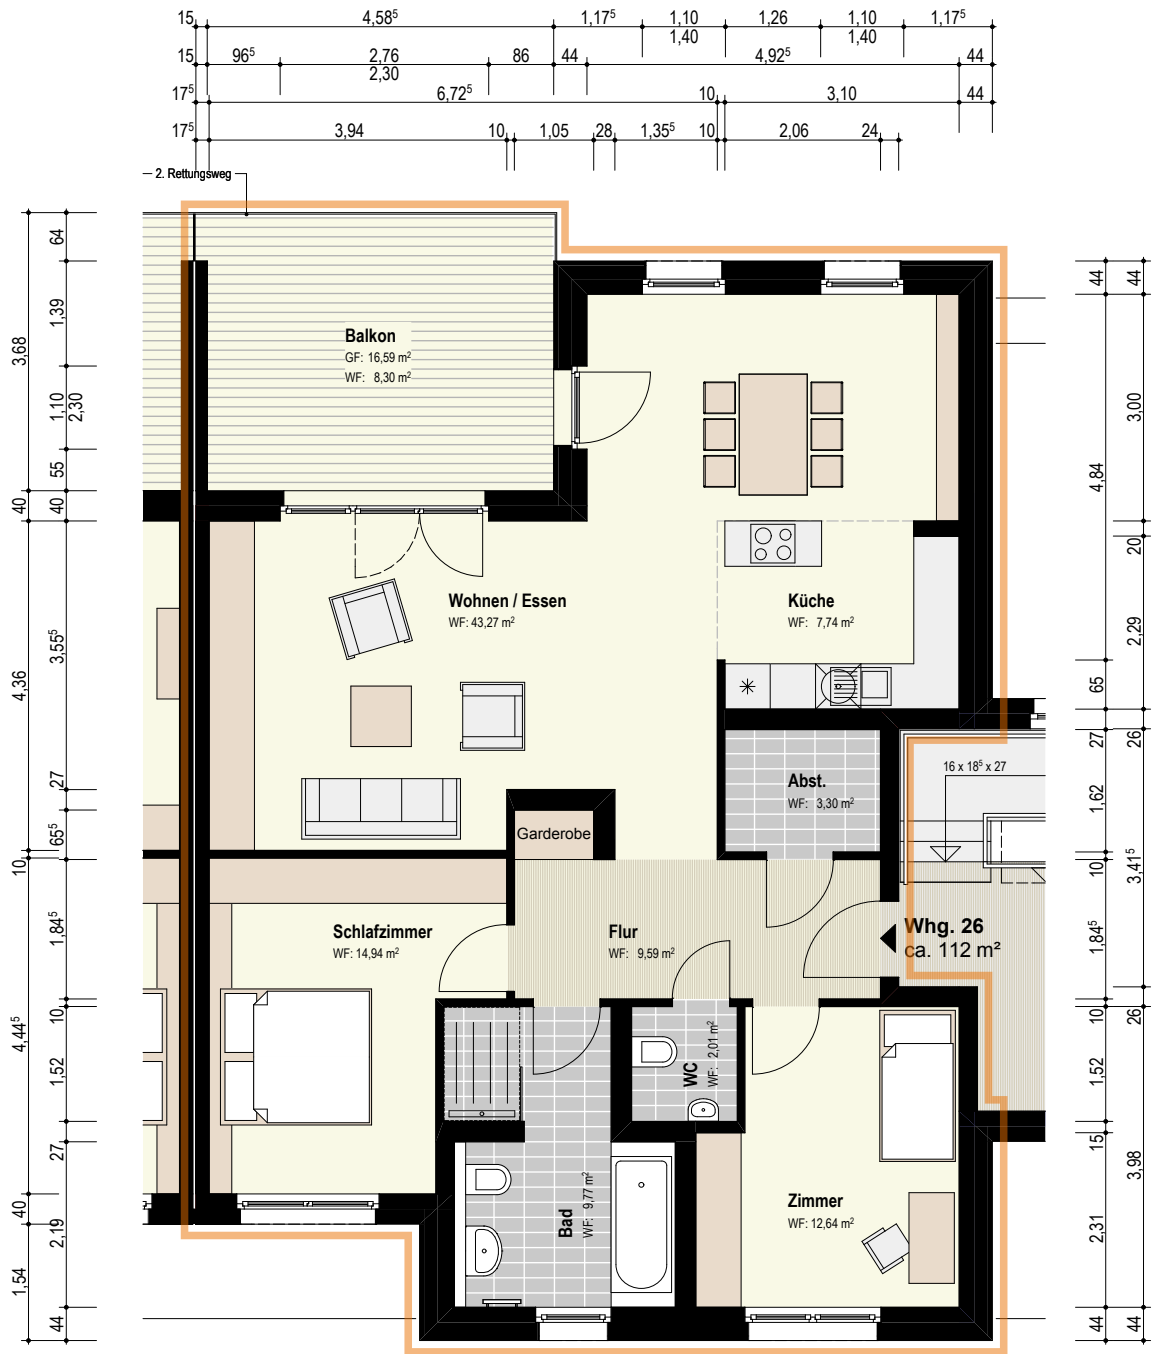 15 4,58⁵ 1,17⁵ 1,10 1,26 1,10 1,17⁵
1,40 1,40
15 96⁵ 2,76 86 44 4,92⁵ 44
2,30
17⁵ 6,72⁵ 10 3,10 44
17⁵ 3,94 10 1,05 28 1,35⁵ 10 2,06 24
2. Rettungsweg
3,68
40
4,36
10
4,44⁵
40
1,54
64
1,39
1,10
2,30
55
40
3,55⁵
27
65⁵
1,84⁵
10
1,52
27
2,19
44
Balkon
GF: 16,59 m²
WF: 8,30 m²
Wohnen / Essen
WF: 43,27 m²
Küche
WF: 7,74 m²
Abst.
WF: 3,30 m²
Garderobe
16 x 18⁵ x 27
Schlafzimmer
WF: 14,94 m²
Flur
WF: 9,59 m²
Whg. 26
ca. 112 m²
WC
WF: 2,01 m²
Bad
WF: 9,77 m²
Zimmer
WF: 12,64 m²
44
4,84
65
27
1,62
10
1,84⁵
10
1,52
15
2,31
44
44
3,00
20
2,29
26
3,41⁵
26
3,98
44